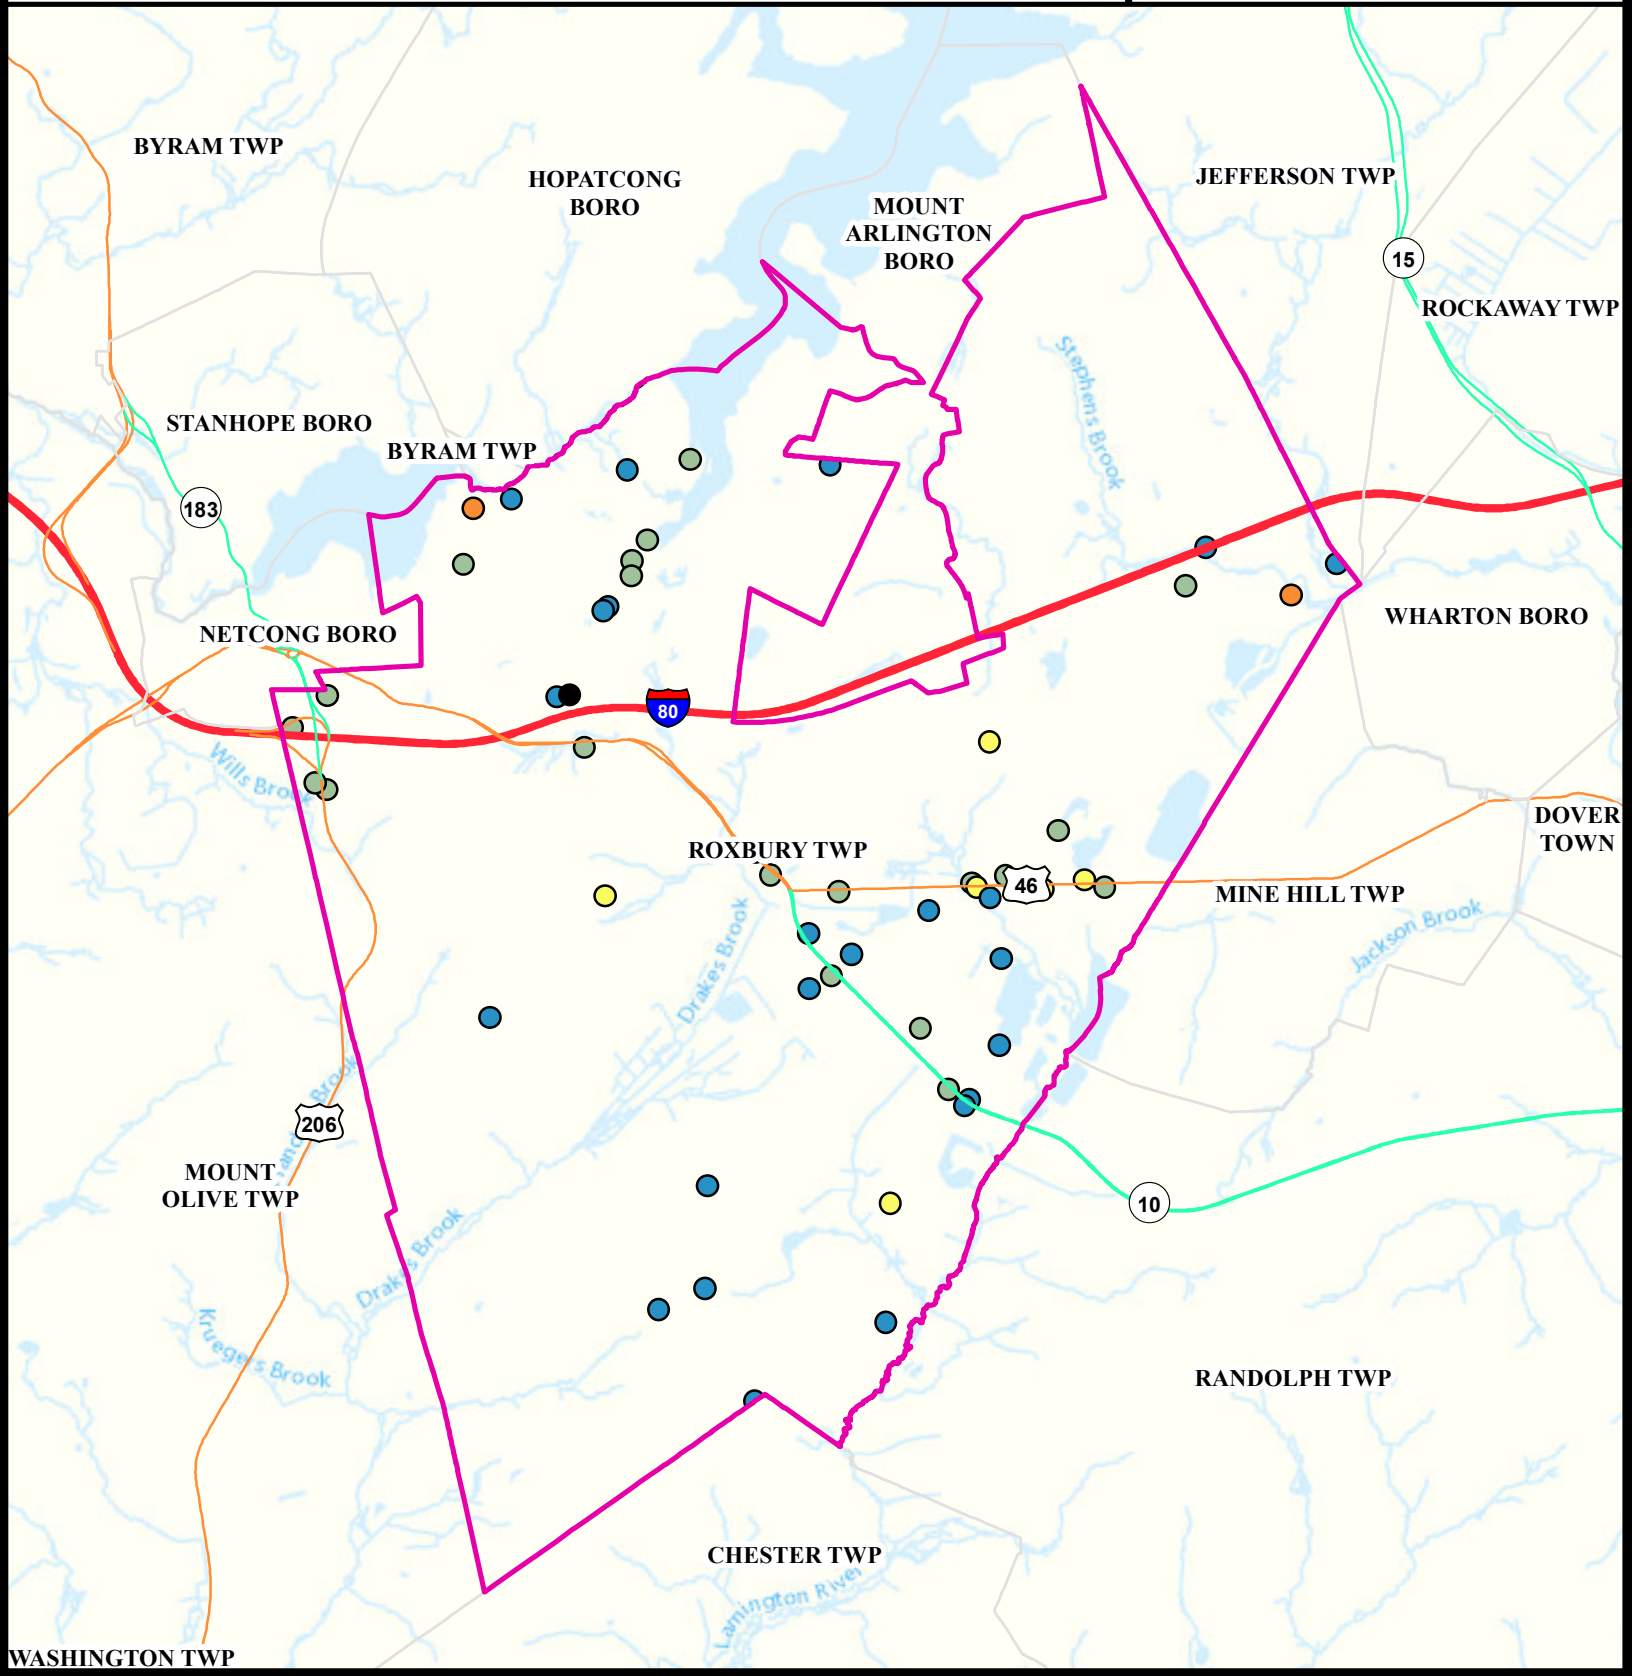 BYRAM TWP
HOPATCONG
BORO
MOUNT
ARLINGTON
BORO
JEFFERSON TWP
15
ROCKAWAY TWP
Stephens Brook
STANHOPE BORO
BYRAM TWP
183
NETCONG BORO
WHARTON BORO
80
Wills Brook
DOVER
TOWN
ROXBURY TWP
46
MINE HILL TWP
Jackson Brook
Drakes Brook
Brook
206
MOUNT
OLIVE TWP
10
Drakes Brook
Kruegers Brook
RANDOLPH TWP
CHESTER TWP
Lamington River
WASHINGTON TWP